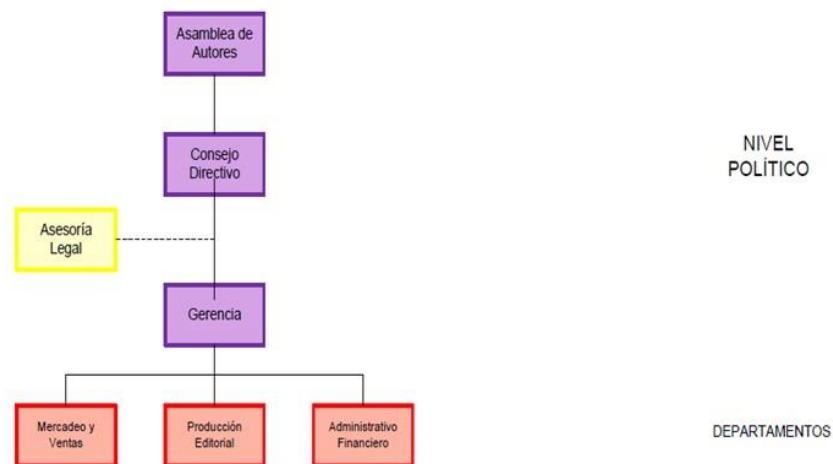 Asamblea de
Autores
Consejo
Directivo
NIVEL
POLÍTICO
Asesoría
Legal
Gerencia
Mercadeo y
Ventas
Producción
Editorial
Administrativo
Financiero
DEPARTAMENTOS